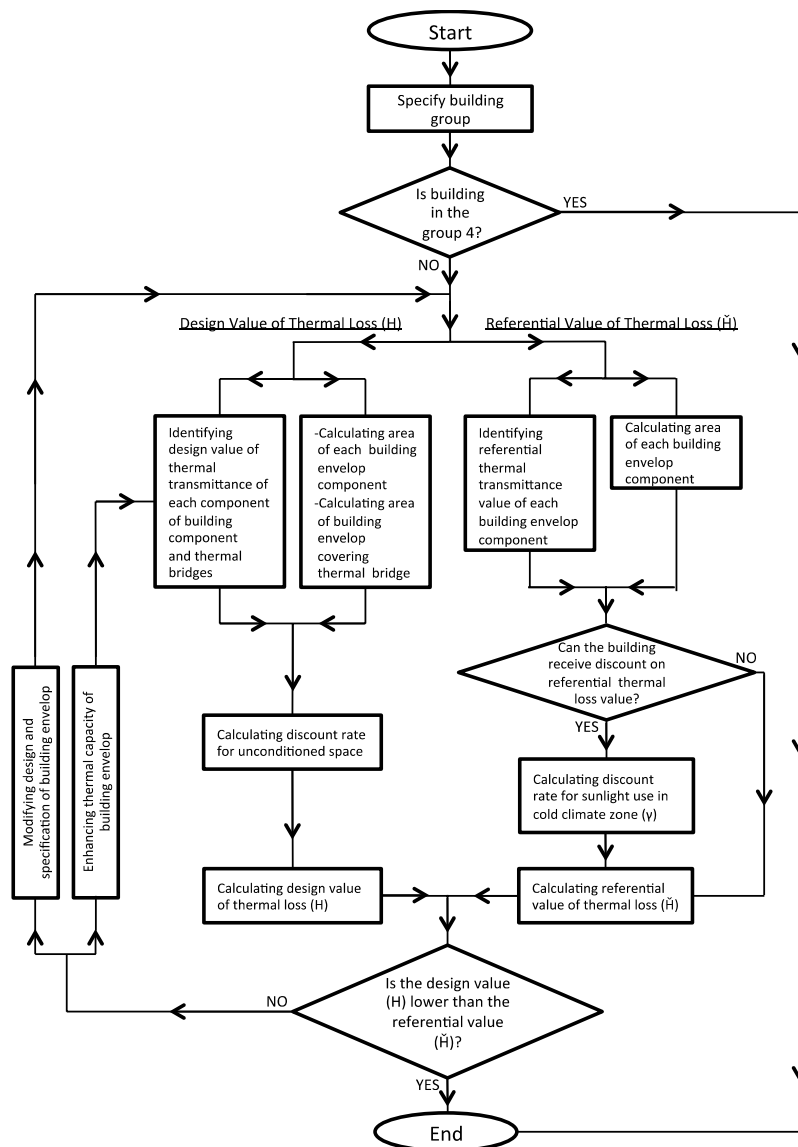 Start
Specify building
group
Is building
in the
group 4?
YES
NO
Design Value of Thermal Loss (H)
Referential Value of Thermal Loss (Ȟ)
Identifying
design value of
thermal
transmittance of
each component
of building
component
and thermal
bridges
-Calculating area
of each building
envelop
component
-Calculating area
of building
envelop
covering
thermal bridge
Identifying
referential
thermal
transmittance
value of each
building envelop
component
Calculating area
of each building
envelop
component
Can the building
receive discount on
referential thermal
loss value?
NO
YES
Modifying design and
specification of building envelop
Enhancing thermal capacity of
building envelop
Calculating discount rate
for unconditioned space
Calculating discount
rate for sunlight use in
cold climate zone (γ)
Calculating design value
of thermal loss (H)
Calculating referential
value of thermal loss (Ȟ)
Is the design value
(H) lower than the
referential value
(Ȟ)?
NO
YES
End